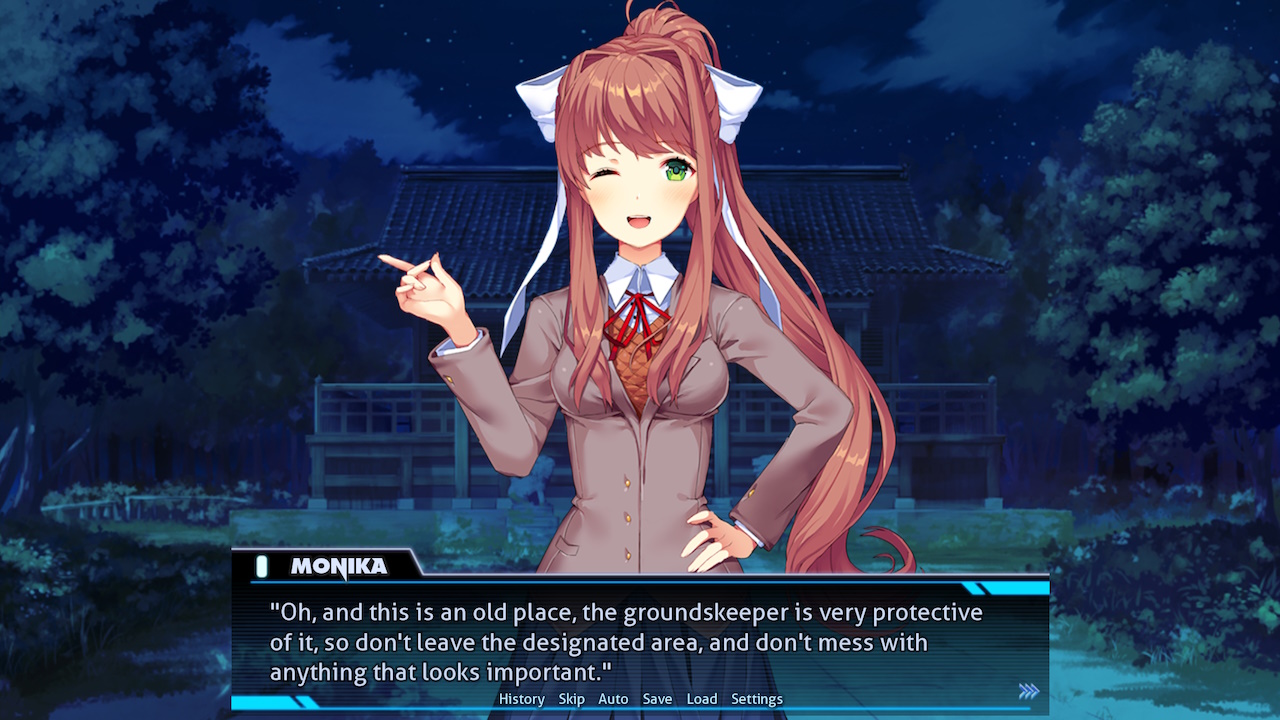 MONIKA
"Oh, and this is an old place, the groundskeeper is very protective
of it, so don't leave the designated area, and don't mess with
anything that looks important."
History Skip Auto Save Load Settings